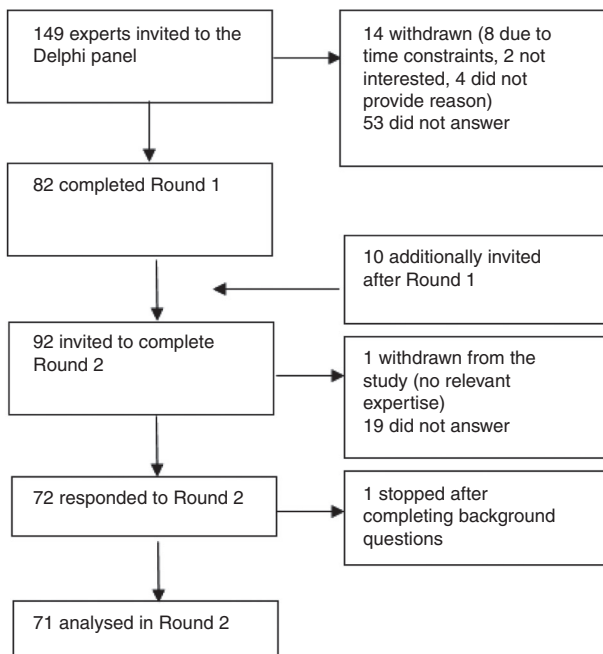 149 experts invited to the
Delphi panel
14 withdrawn (8 due to
time constraints, 2 not
interested, 4 did not
provide reason)
53 did not answer
82 completed Round 1
10 additionally invited
after Round 1
92 invited to complete
Round 2
1 withdrawn from the
study (no relevant
expertise)
19 did not answer
72 responded to Round 2
1 stopped after
completing background
questions
71 analysed in Round 2